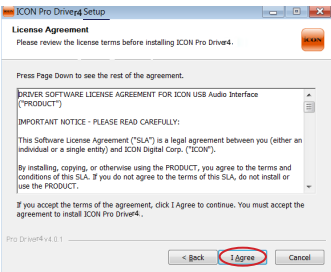 ICON Pro Driver4 Setup
License Agreement
Please review the license terms before installing ICON Pro Driver4.
ICON
Press Page Down to see the rest of the agreement.
DRIVER SOFTWARE LICENSE AGREEMENT FOR ICON USB Audio Interface
("PRODUCT")
IMPORTANT NOTICE - PLEASE READ CAREFULLY:
This Software License Agreement ("SLA") is a legal agreement between you (either an
individual or a single entity) and ICON Digital Corp. ("ICON").
By installing, copying, or otherwise using the PRODUCT, you agree to the terms and
conditions of this SLA. If you do not agree to the terms of this SLA, do not install or
use the PRODUCT.
If you accept the terms of the agreement, click I Agree to continue. You must accept the
agreement to install ICON Pro Driver4.
Pro Driver4 v4.0.1
< Back I Agree Cancel